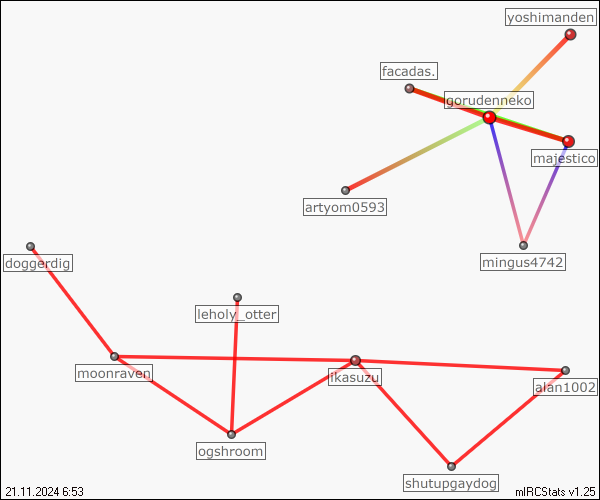 yoshimanden
facadas.
gorudenneko
majestico
artyom0593
mingus4742
doggerdig
leholy_otter
moonraven
ikasuzu
alan1002
ogshroom
shutupgaydog
21.11.2024 6:53
mIRCStats v1.25